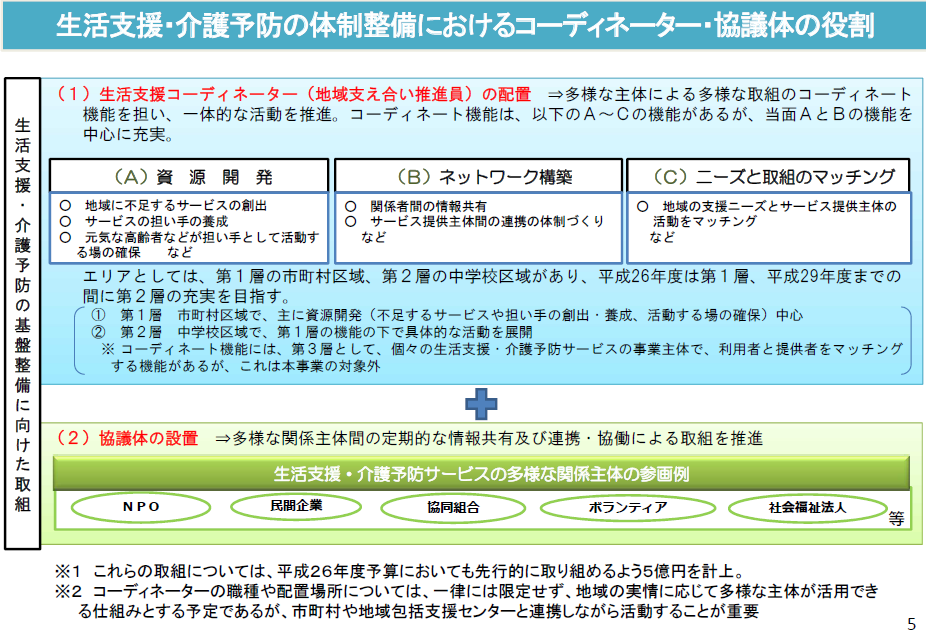 生活支援・介護予防の体制整備におけるコーディネーター・協議体の役割
生活支援・介護予防の基盤整備に向けた取組
（１）生活支援コーディネーター（地域支え合い推進員）の配置　⇒多様な主体による多様な取組のコーディネート
機能を担い、一体的な活動を推進。コーディネート機能は、以下のＡ～Ｃの機能があるが、当面ＡとＢの機能を
中心に充実。
（Ａ）資　源　開　発
○　地域に不足するサービスの創出
○　サービスの担い手の養成
○　元気な高齢者などが担い手として活動す
る場の確保　　など
（Ｂ）ネットワーク構築
○　関係者間の情報共有
○　サービス提供主体間の連携の体制づくり
など
（Ｃ）ニーズと取組のマッチング
○　地域の支援ニーズとサービス提供主体の
活動をマッチング
など
エリアとしては、第１層の市町村区域、第２層の中学校区域があり、平成26年度は第１層、平成29年度までの
間に第２層の充実を目指す。
①　第１層　市町村区域で、主に資源開発（不足するサービスや担い手の創出・養成、活動する場の確保）中心
②　第２層　中学校区域で、第１層の機能の下で具体的な活動を展開
※ コーディネート機能には、第３層として、個々の生活支援・介護予防サービスの事業主体で、利用者と提供者をマッチング
する機能があるが、これは本事業の対象外
（２）協議体の設置　⇒多様な関係主体間の定期的な情報共有及び連携・協働による取組を推進
生活支援・介護予防サービスの多様な関係主体の参画例
ＮＰＯ
民間企業
協同組合
ボランティア
社会福祉法人
等
※１　これらの取組については、平成２６年度予算においても先行的に取り組めるよう５億円を計上。
※２　コーディネーターの職種や配置場所については、一律には限定せず、地域の実情に応じて多様な主体が活用でき
る仕組みとする予定であるが、市町村や地域包括支援センターと連携しながら活動することが重要
5